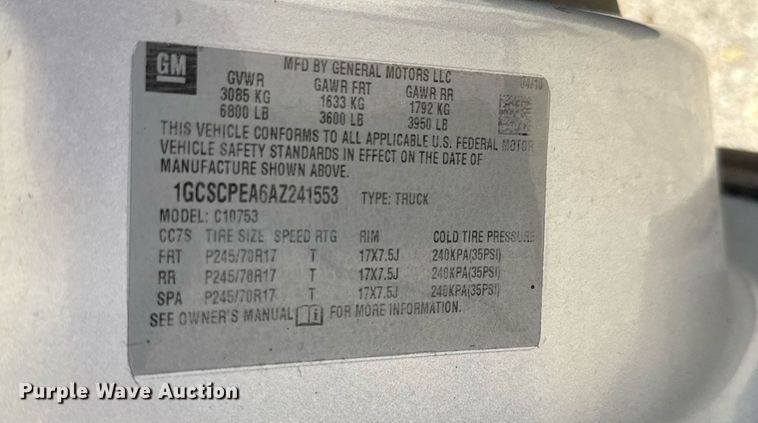 GM
MFD BY GENERAL MOTORS LLC 04/10
GVWR GAWR FRT GAWR RR
3085 KG 1633 KG 1792 KG
6800 LB 3600 LB 3950 LB
THIS VEHICLE CONFORMS TO ALL APPLICABLE U.S. FEDERAL MOTOR
VEHICLE SAFETY STANDARDS IN EFFECT ON THE DATE OF
MANUFACTURE SHOWN ABOVE.
1GCSCPEA6AZ241553 TYPE: TRUCK
MODEL: C10753
CC7S TIRE SIZE SPEED RTG RIM COLD TIRE PRESSURE
FRT P245/70R17 T 17X7.5J 240KPA(35PSI)
RR P245/70R17 T 17X7.5J 240KPA(35PSI)
SPA P245/70R17 T 17X7.5J 240KPA(35PSI)
SEE OWNER'S MANUAL i FOR MORE INFORMATION.
Purple Wave Auction